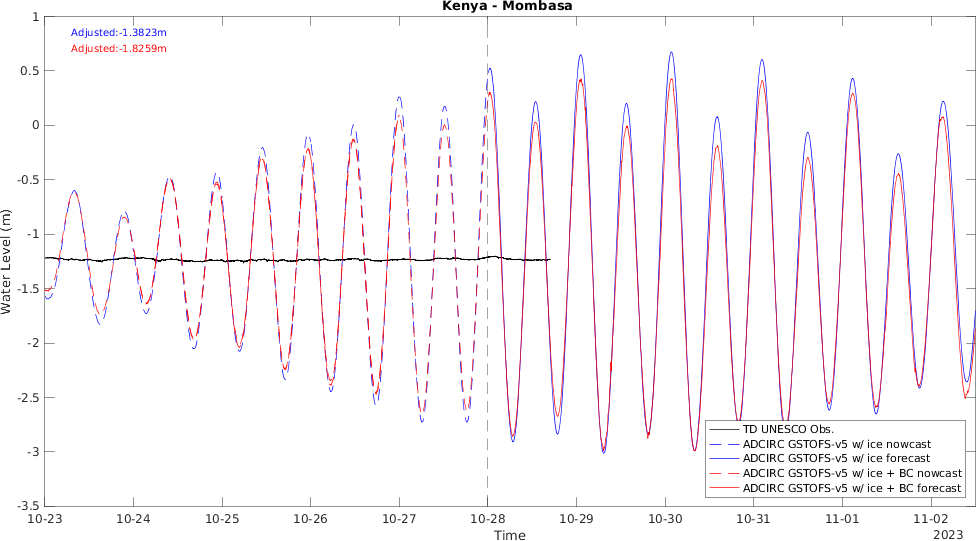 Kenya - Mombasa
Adjusted:-1.3823m
Adjusted:-1.8259m
1
0.5
0
-0.5
-1
-1.5
-2
-2.5
-3
-3.5
Water Level (m)
TD UNESCO Obs.
ADCIRC GSTOFS-v5 w/ ice nowcast
ADCIRC GSTOFS-v5 w/ ice forecast
ADCIRC GSTOFS-v5 w/ ice + BC nowcast
ADCIRC GSTOFS-v5 w/ ice + BC forecast
10-23 10-24 10-25 10-26 10-27 10-28 10-29 10-30 10-31 11-01 11-02
Time
2023